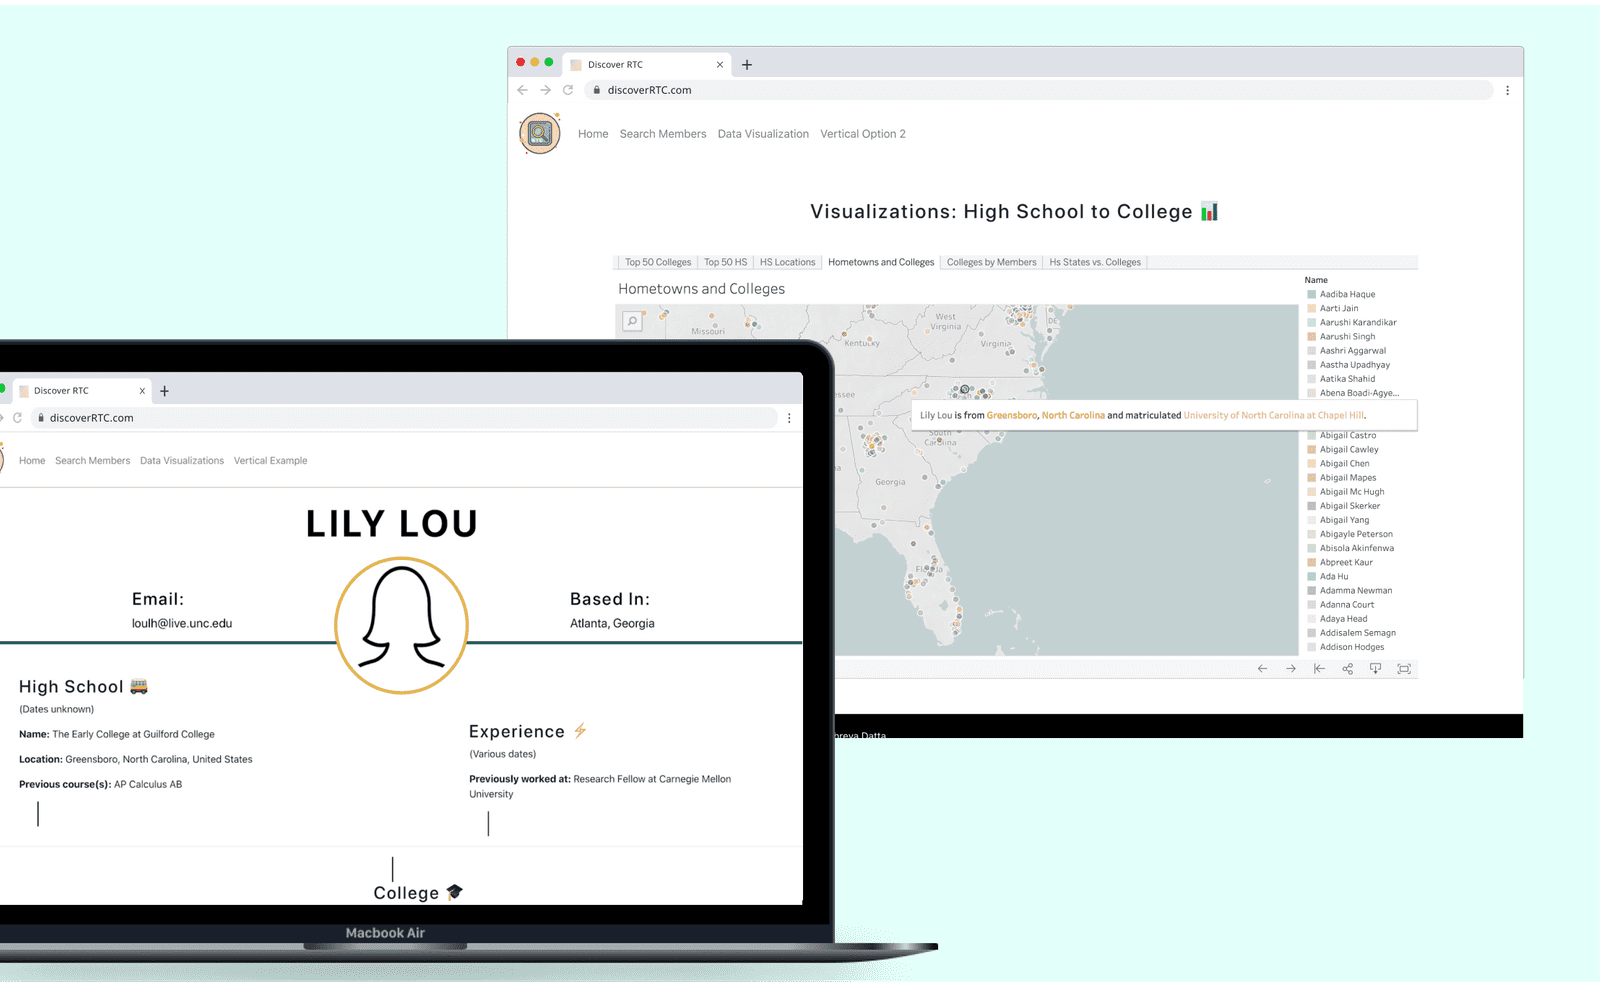 Discover RTC
discoverRTC.com
Home Search Members Data Visualization Vertical Option 2
Visualizations: High School to College
Top 50 Colleges Top 50 HS HS Locations Hometowns and Colleges Colleges by Members Hs States vs. Colleges
Hometowns and Colleges
Name
Aadiba Haque
Aarti Jain
Aarushi Karandikar
Aarushi Singh
Aashri Aggarwal
Aastha Upadhyay
Aatika Shahid
Abena Boadi-Agye...
Abigail Castro
Abigail Cawley
Abigail Chen
Abigail Mapes
Abigail Mc Hugh
Abigail Skerker
Abigail Yang
Abigayle Peterson
Abisola Akinfenwa
Abpreet Kaur
Ada Hu
Adamma Newman
Adanna Court
Adaya Head
Addisalem Semagn
Addison Hodges
Missouri
West
Virginia
DE
Kentucky
Virginia
Lily Lou is from Greensboro, North Carolina and matriculated University of North Carolina at Chapel Hill.
South
Carolina
Georgia
Florida
Datta
Discover RTC
discoverRTC.com
Home Search Members Data Visualizations Vertical Example
LILY LOU
Email:
loulh@live.unc.edu
Based In:
Atlanta, Georgia
High School
(Dates unknown)
Name: The Early College at Guilford College
Location: Greensboro, North Carolina, United States
Previous course(s): AP Calculus AB
Experience
(Various dates)
Previously worked at: Research Fellow at Carnegie Mellon
University
College
Macbook Air